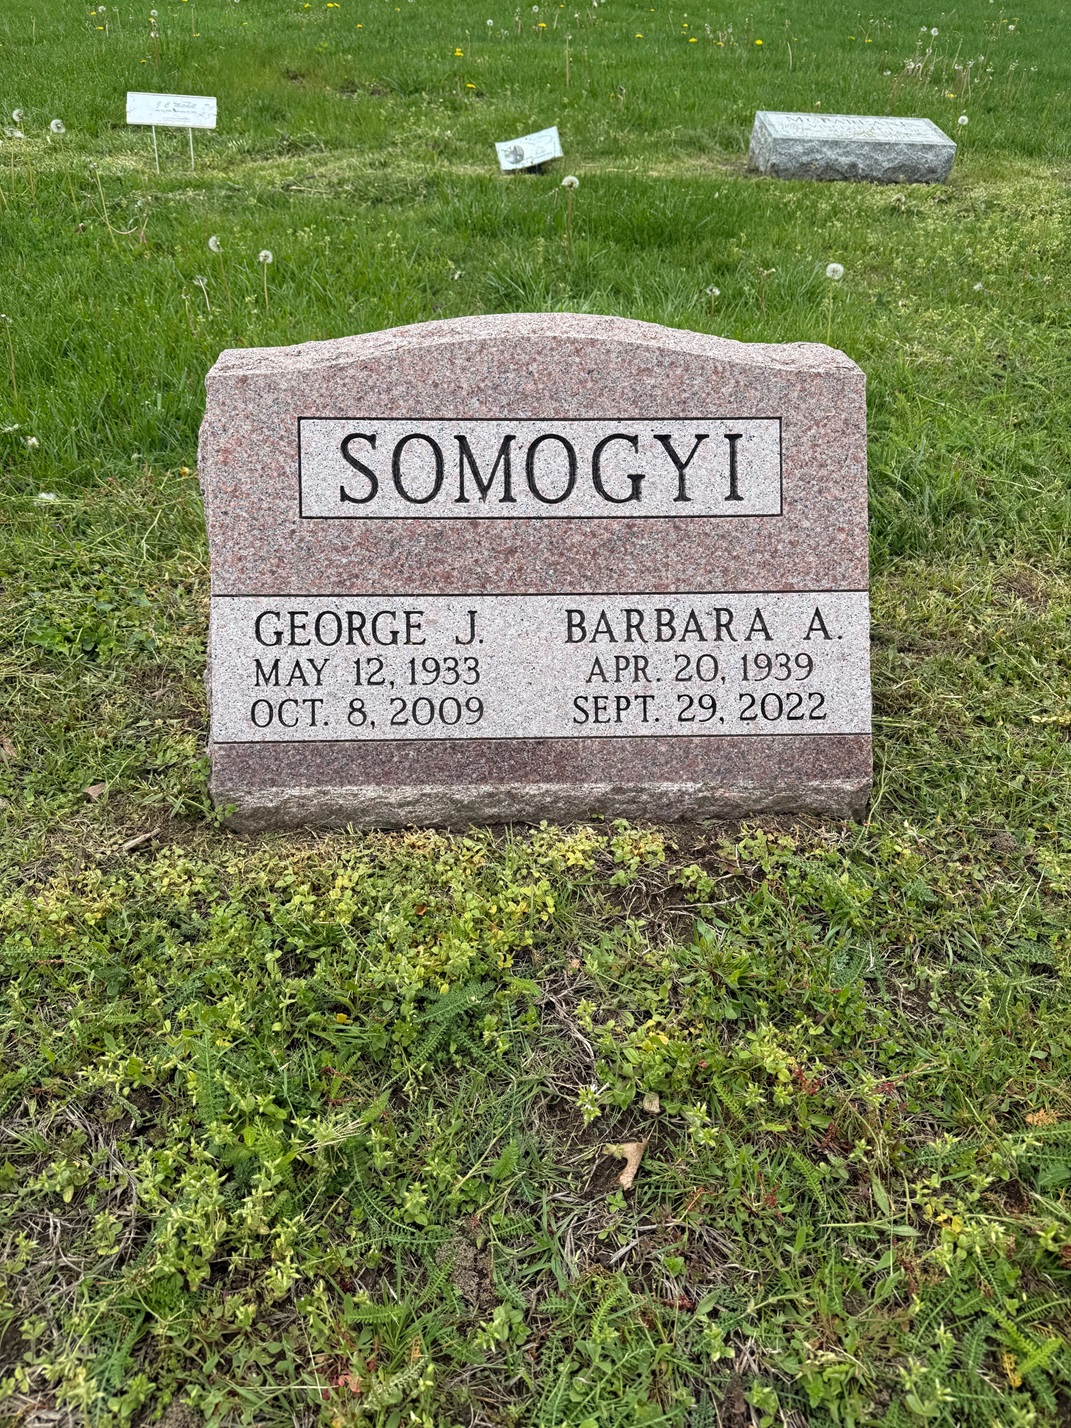 SOMOGYI
GEORGE J.
MAY 12, 1933
OCT. 8, 2009
BARBARA A.
APR. 20, 1939
SEPT. 29, 2022